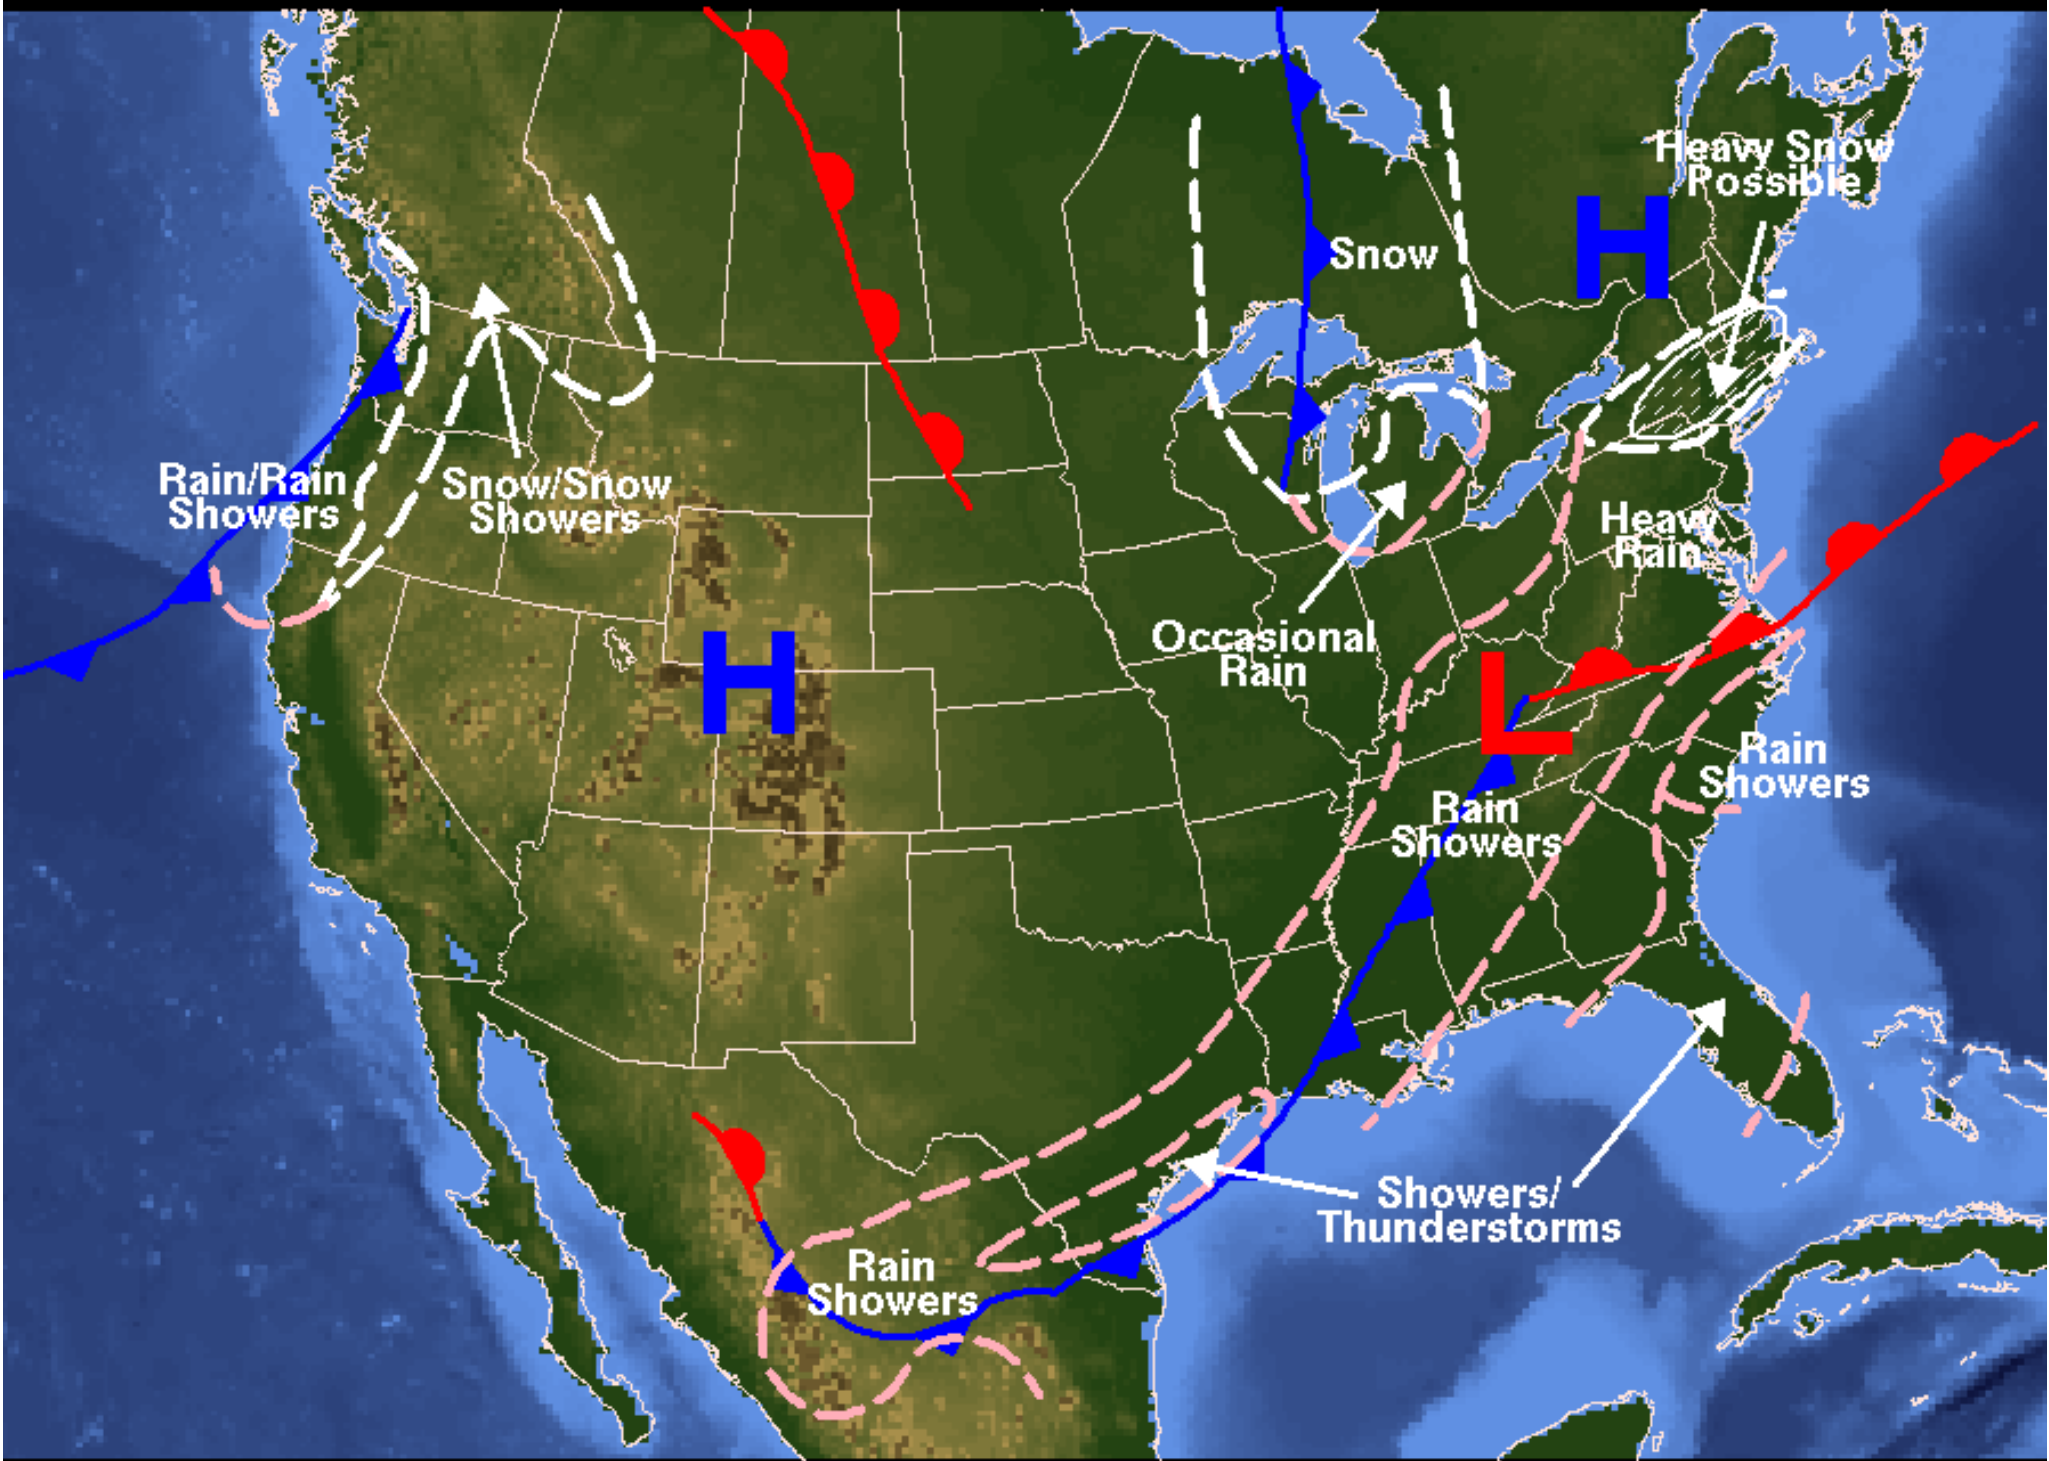 Heavy Snow
Possible
H
Snow
Rain/Rain
Showers
Snow/Snow
Showers
Heavy
Rain
Occasional
Rain
H
L
Rain
Showers
Rain
Showers
Showers/
Thunderstorms
Rain
Showers